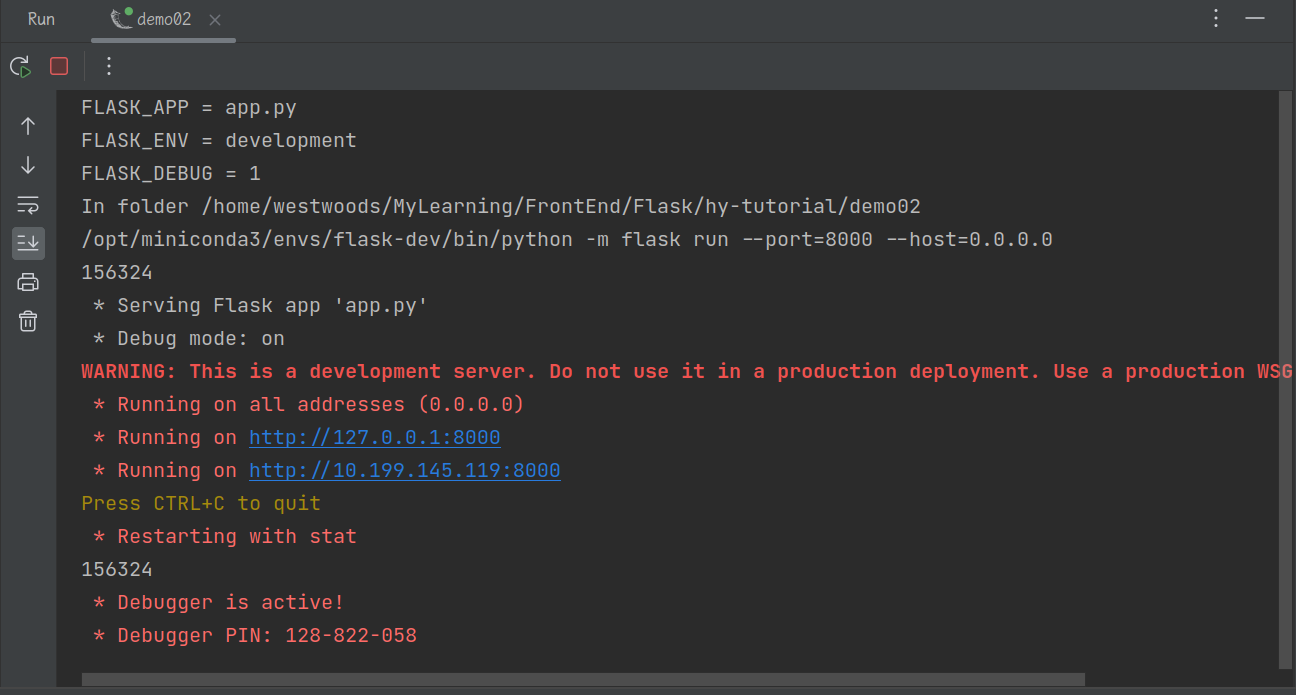 Run
demo02
FLASK_APP = app.py
FLASK_ENV = development
FLASK_DEBUG = 1
In folder /home/westwoods/MyLearning/FrontEnd/Flask/hy-tutorial/demo02
/opt/miniconda3/envs/flask-dev/bin/python -m flask run --port=8000 --host=0.0.0.0
156324
* Serving Flask app 'app.py'
* Debug mode: on
WARNING: This is a development server. Do not use it in a production deployment. Use a production WSG
* Running on all addresses (0.0.0.0)
* Running on http://127.0.0.1:8000
* Running on http://10.199.145.119:8000
Press CTRL+C to quit
* Restarting with stat
156324
* Debugger is active!
* Debugger PIN: 128-822-058